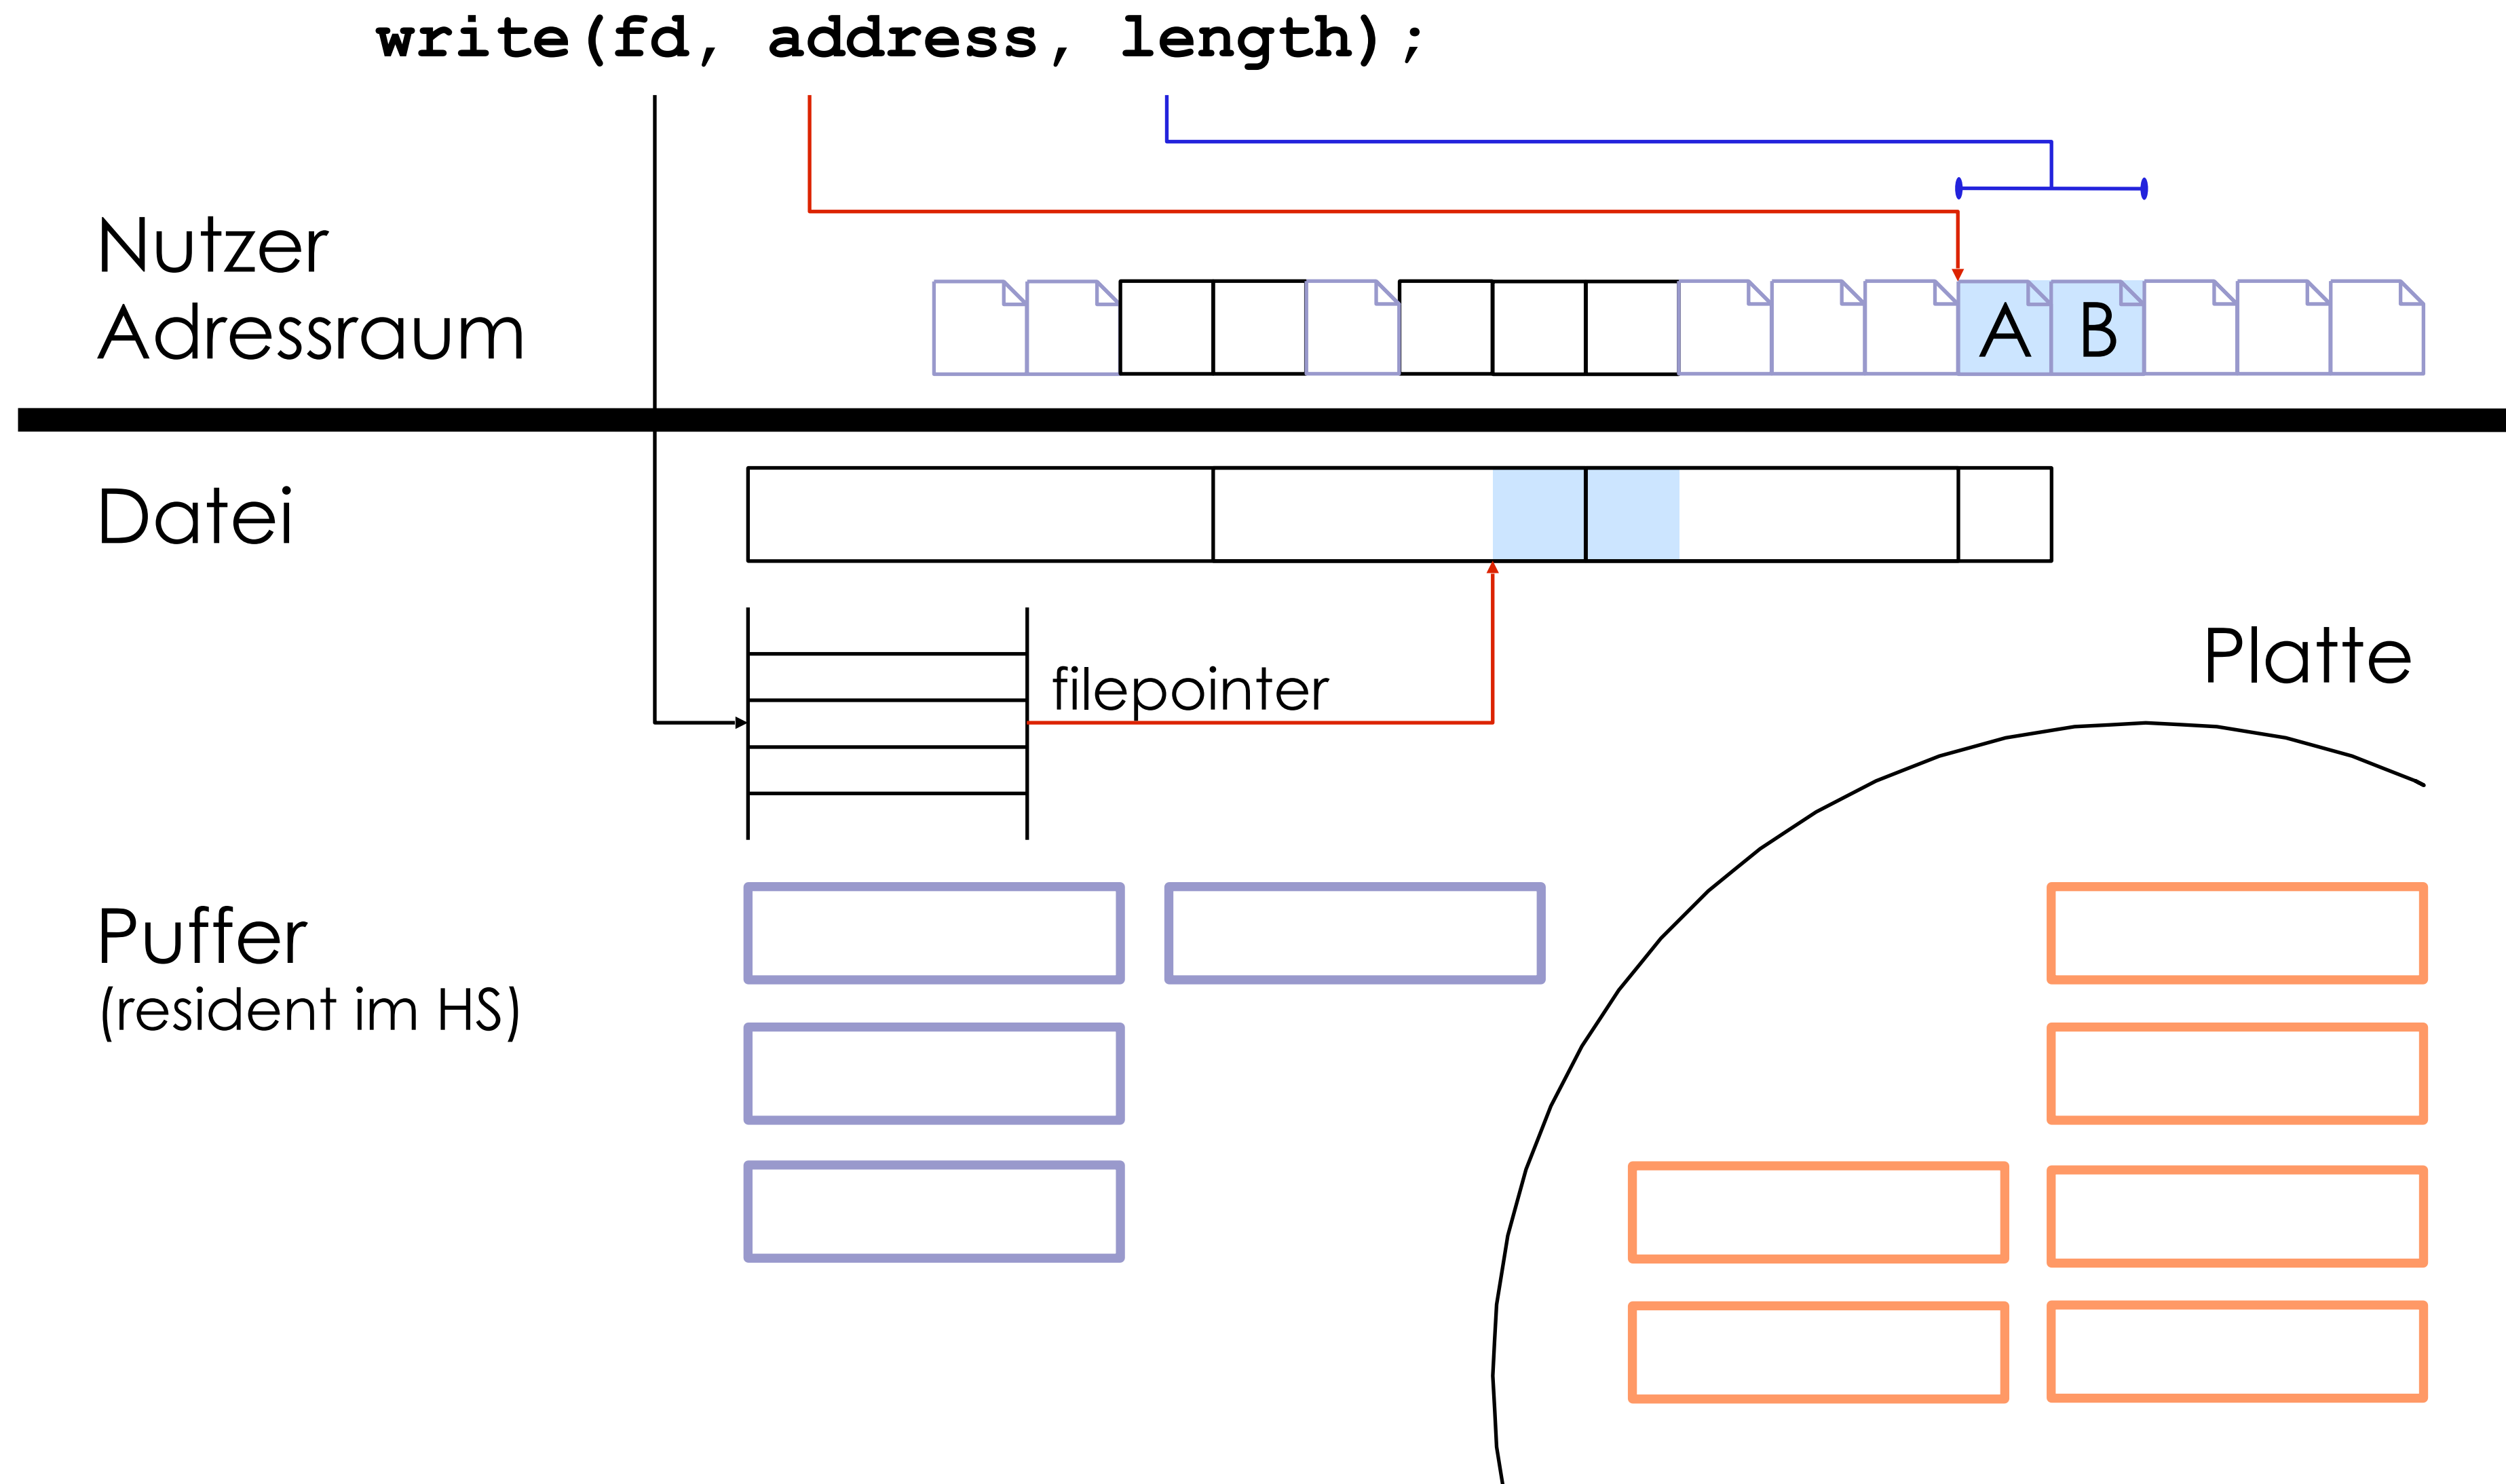 write(fd, address, length);
Nutzer
Adressraum
A B
Datei
filepointer
Platte
Puffer
(resident im HS)